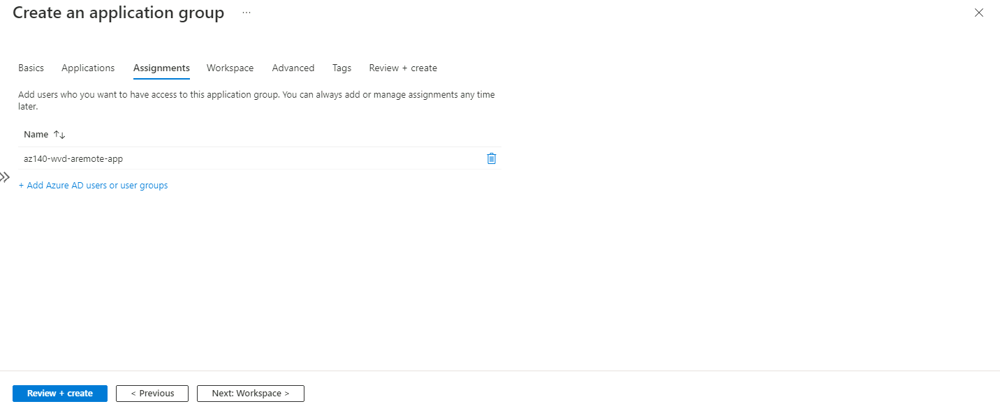 Create an application group ...
Basics Applications Assignments Workspace Advanced Tags Review + create
Add users who you want to have access to this application group. You can always add or manage assignments any time
later.
Name
az140-wvd-aremote-app
+ Add Azure AD users or user groups
Review + create < Previous Next: Workspace >